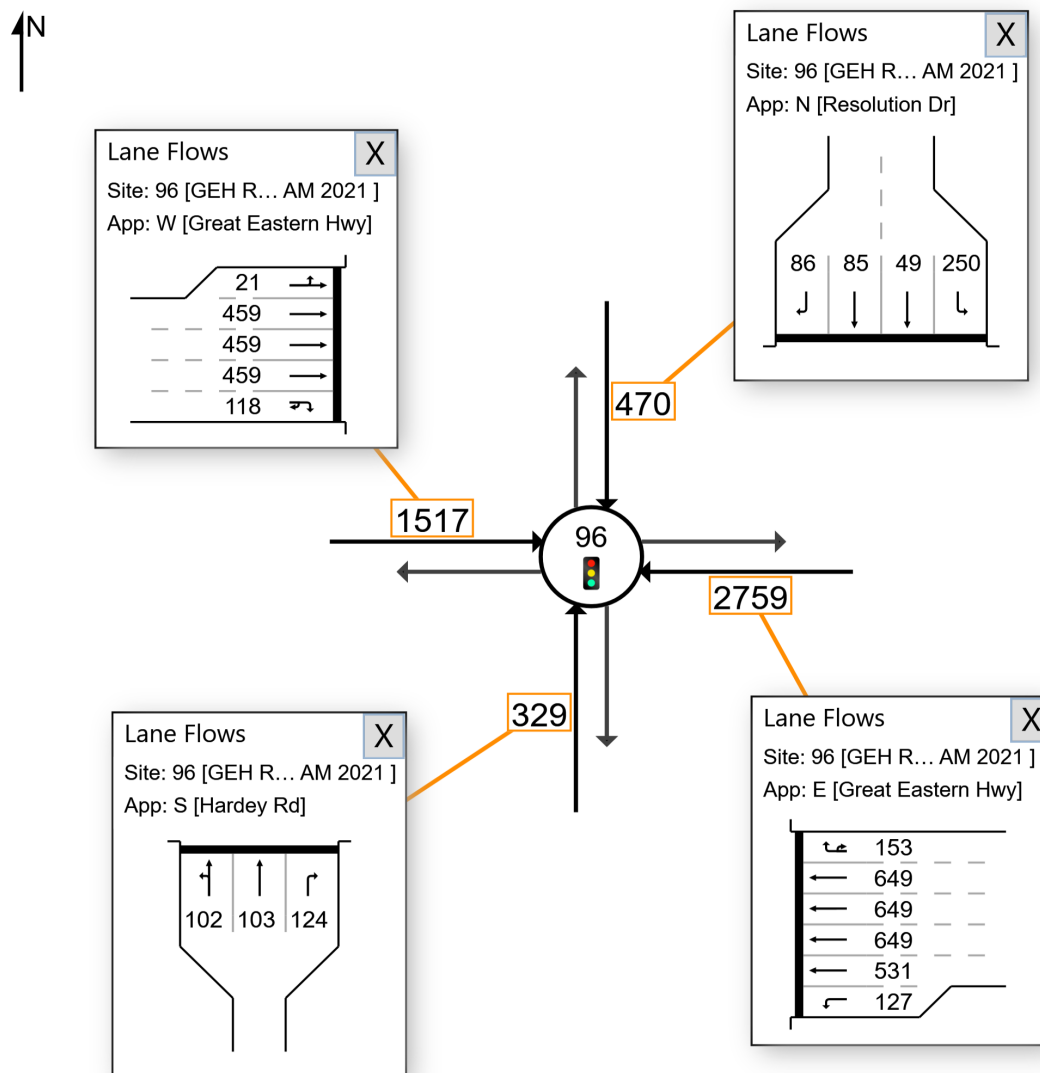 N
Lane Flows
X
Site: 96 [GEH R... AM 2021 ]
App: N [Resolution Dr]
86 85 49 250
Lane Flows
X
Site: 96 [GEH R... AM 2021 ]
App: W [Great Eastern Hwy]
21
459
459
459
118
470
1517
96
2759
329
Lane Flows
X
Site: 96 [GEH R... AM 2021 ]
App: S [Hardey Rd]
102 103 124
Lane Flows
X
Site: 96 [GEH R... AM 2021 ]
App: E [Great Eastern Hwy]
153
649
649
649
531
127